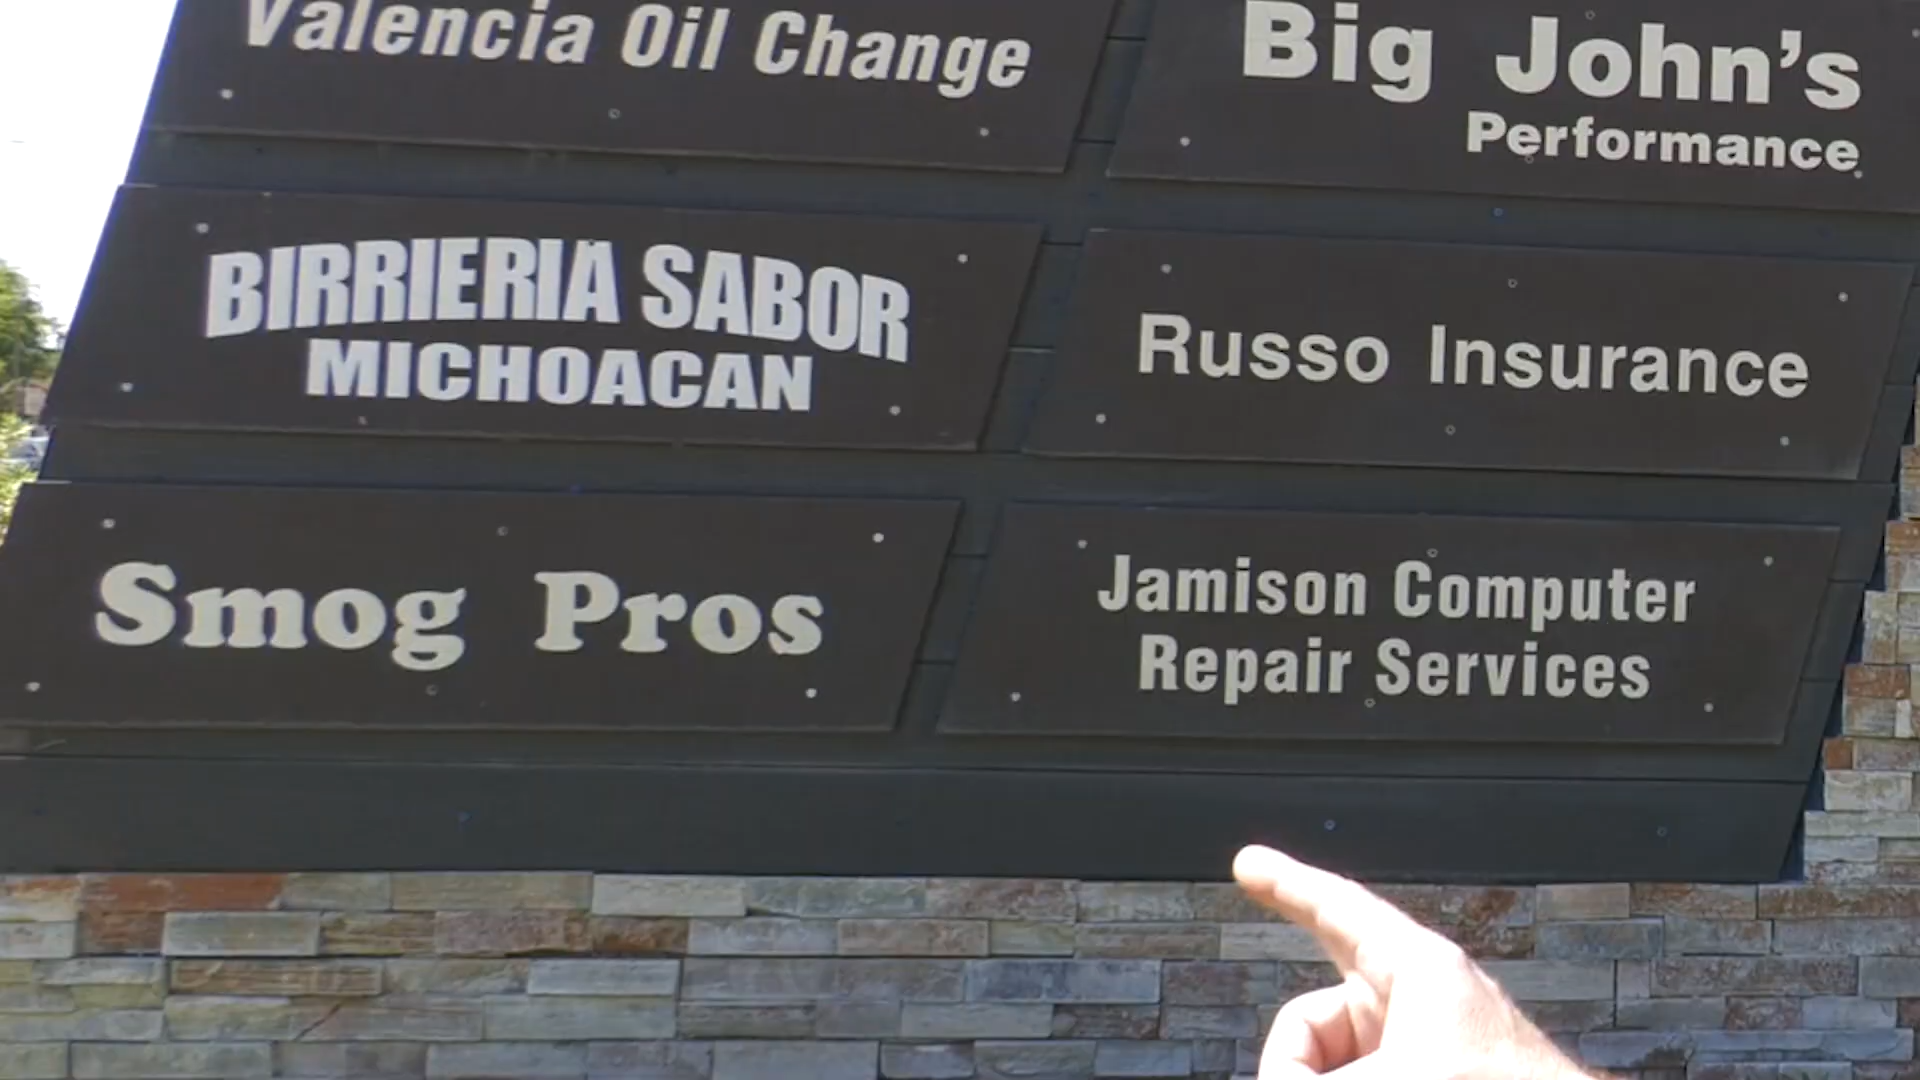 Valencia Oil Change
Big John's
Performance
BIRRIERIA SABOR
MICHOACAN
Russo Insurance
Smog Pros
Jamison Computer
Repair Services